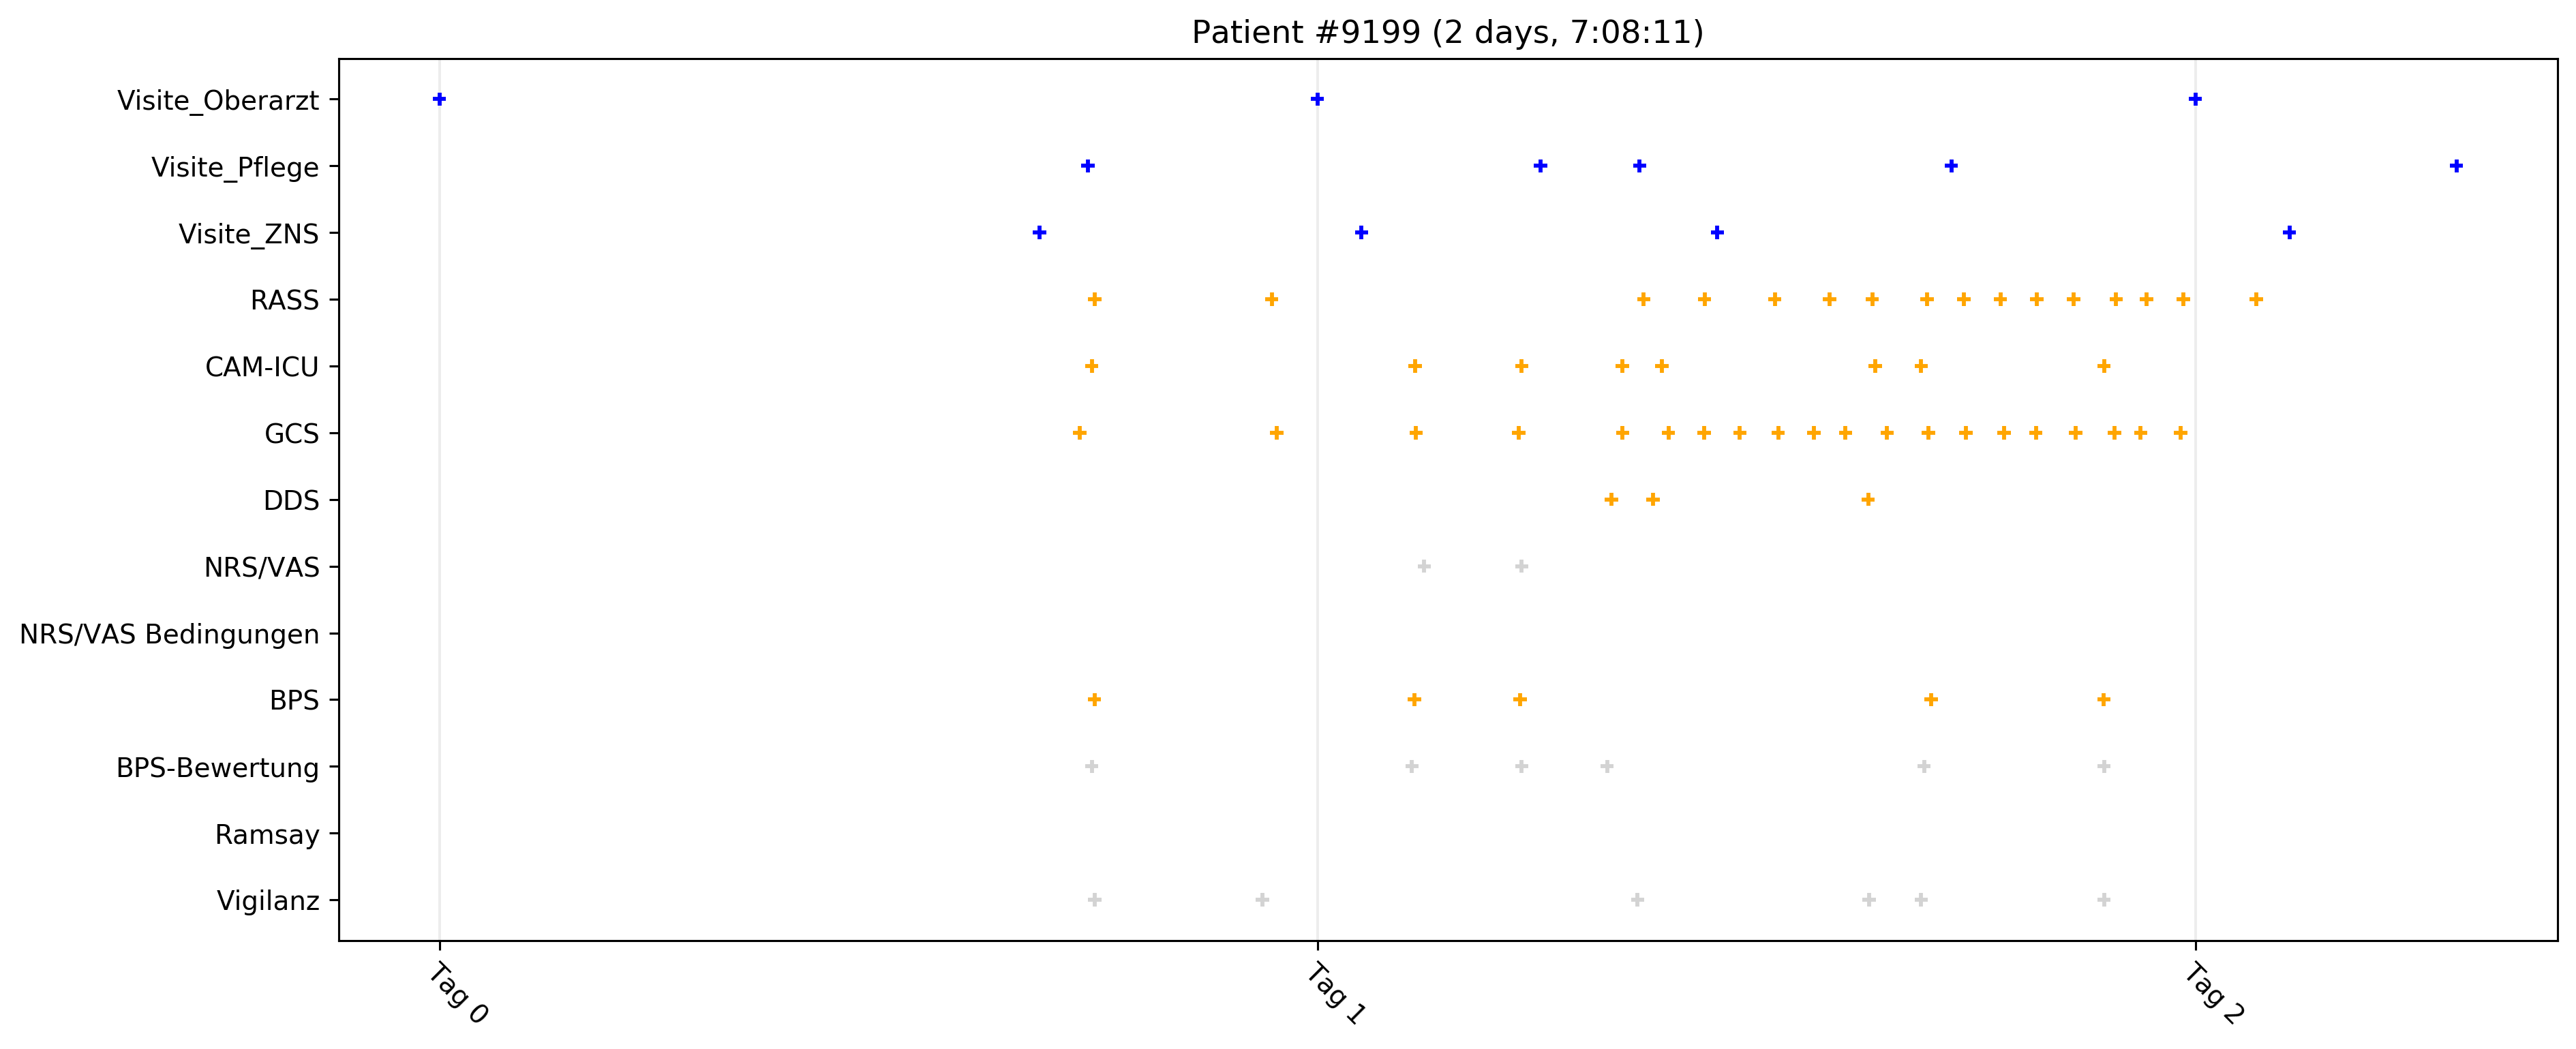 Patient #9199 (2 days, 7:08:11)
Visite_Oberarzt
Visite_Pflege
Visite_ZNS
RASS
CAM-ICU
GCS
DDS
NRS/VAS
NRS/VAS Bedingungen
BPS
BPS-Bewertung
Ramsay
Vigilanz
Tag 0
Tag 1
Tag 2